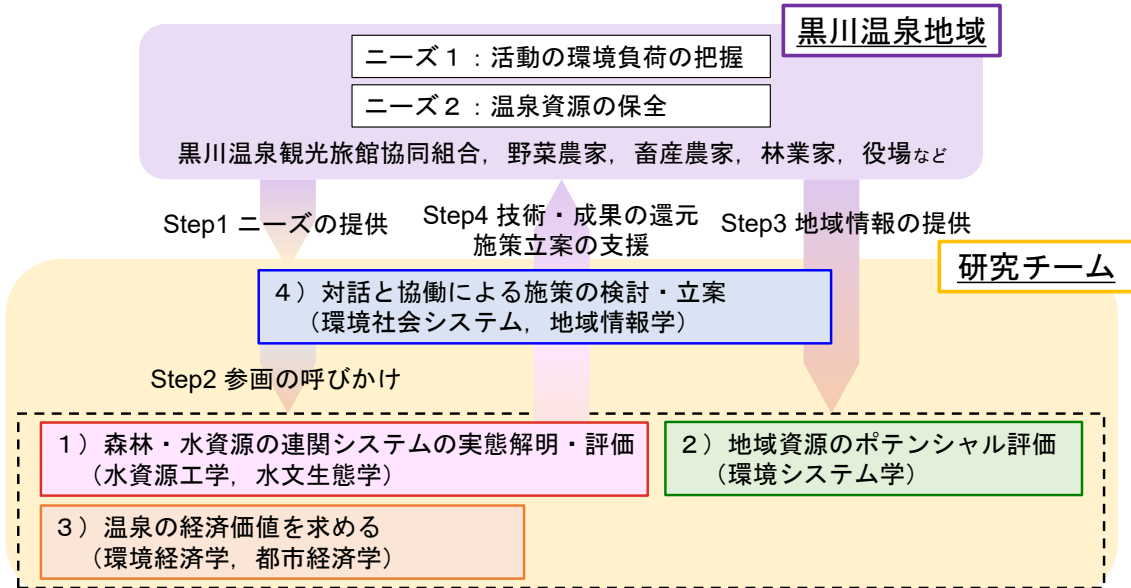 黒川温泉地域
ニーズ１：活動の環境負荷の把握
ニーズ２：温泉資源の保全
黒川温泉観光旅館協同組合，野菜農家，畜産農家，林業家，役場など
Step1 ニーズの提供
Step4 技術・成果の還元
施策立案の支援
Step3 地域情報の提供
研究チーム
４）対話と協働による施策の検討・立案
（環境社会システム，地域情報学）
Step2 参画の呼びかけ
１）森林・水資源の連関システムの実態解明・評価
（水資源工学，水文生態学）
２）地域資源のポテンシャル評価
（環境システム学）
３）温泉の経済価値を求める
（環境経済学，都市経済学）